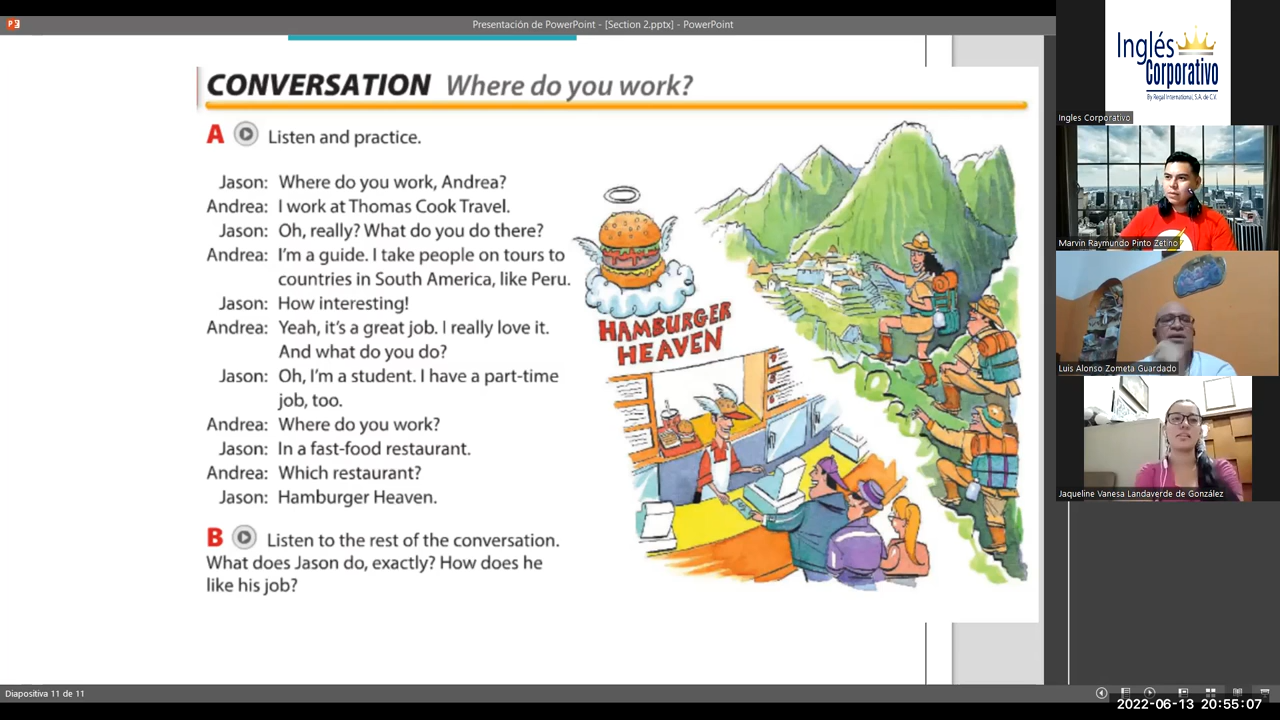 Presentación de PowerPoint - [Section 2.pptx] - PowerPoint
CONVERSATION Where do you work?
A Listen and practice.
Jason: Where do you work, Andrea?
Andrea: I work at Thomas Cook Travel.
Jason: Oh, really? What do you do there?
Andrea: I'm a guide. I take people on tours to
countries in South America, like Peru.
Jason: How interesting!
Andrea: Yeah, it's a great job. I really love it.
And what do you do?
Jason: Oh, I'm a student. I have a part-time
job, too.
Andrea: Where do you work?
Jason: In a fast-food restaurant.
Andrea: Which restaurant?
Jason: Hamburger Heaven.
B Listen to the rest of the conversation.
What does Jason do, exactly? How does he
like his job?
HAMBURGER
HEAVEN
Inglés
Corporativo
By Regal International, S.A. de C.V.
Ingles Corporativo
Marvin Raymundo Pinto Zetino
Luis Alonso Zometa Guardado
Jaqueline Vanesa Landaverde de González
Diapositiva 11 de 11
2022-06-13 20:55:07